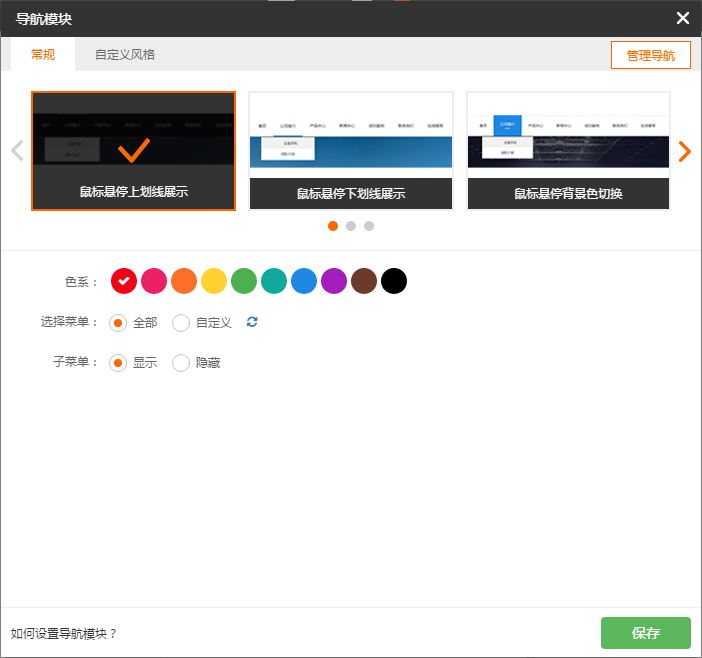 导航模块
常规 自定义风格 管理导航
鼠标悬停上划线展示 鼠标悬停下划线展示 鼠标悬停背景色切换
色系：
选择菜单： 全部 自定义
子菜单： 显示 隐藏
如何设置导航模块？ 保存